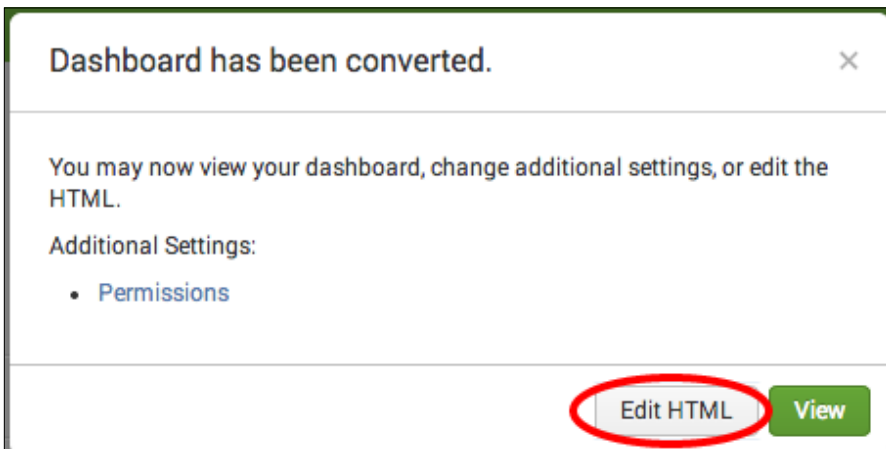 Dashboard has been converted.
×
You may now view your dashboard, change additional settings, or edit the
HTML.
Additional Settings:
• Permissions
Edit HTML View